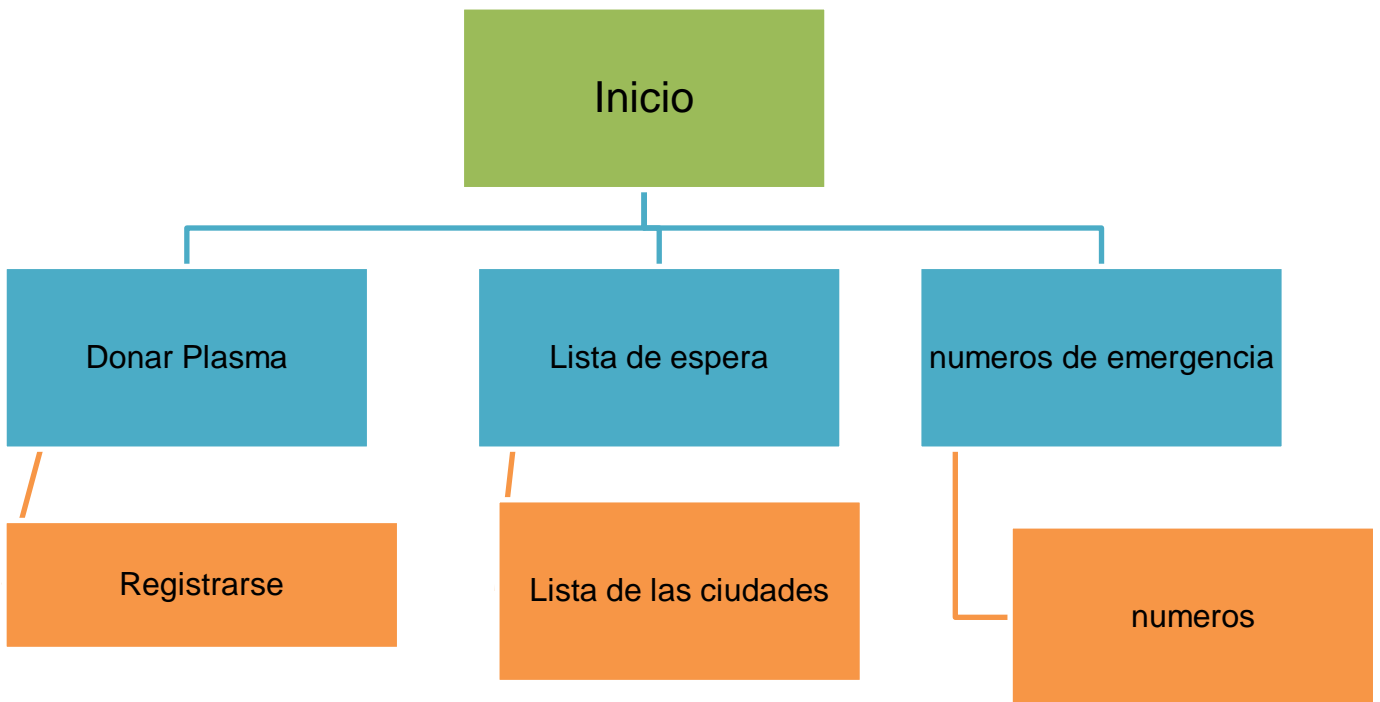 Inicio
Donar Plasma
Lista de espera
numeros de emergencia
Registrarse
Lista de las ciudades
numeros